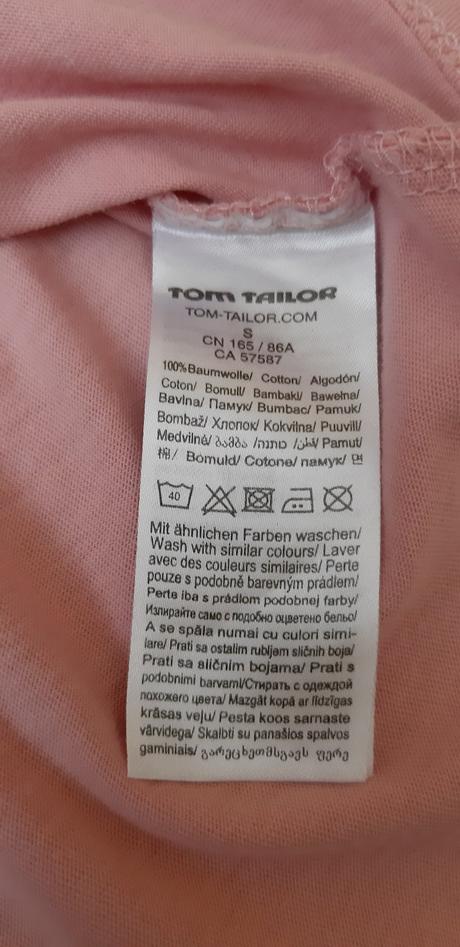 TOM TAILOR
TOM-TAILOR.COM
S
CN 165 / 86A
CA 57587
100%Baumwolle/ Cotton/ Algodón/
Coton/ Bomull/ Bambaki/ Bawełna/
Bavlna/ Памук/ Bumbac/ Pamuk/
Bombaž/ Хлопок/ Kokvilna/ Puuvill/
Medvilnė/ ბამბა /כותנה /قطن/ Pamut/
棉/ Bomuld/ Cotone/ памук/ 면
40
Mit ähnlichen Farben waschen/
Wash with similar colours/ Laver
avec des couleurs similaires/ Perte
pouze s podobně barevným prádlem/
Perte iba s prádlom podobnej farby/
Изпирайте само с подобно оцветено бельо/
A se spăla numai cu culori simi-
lare/ Prati sa ostalim rubljem sličnih boja/
Prati sa sličnim bojama/ Prati s
podobnimi barvami/Стирать с одеждой
похожего цвета/ Mazgāt kopā ar līdzīgas
krāsas veļu/ Pesta koos sarnaste
värvidega/ Skalbti su panašios spalvos
gaminiais/ გარეცხეთმსგავს ფერე